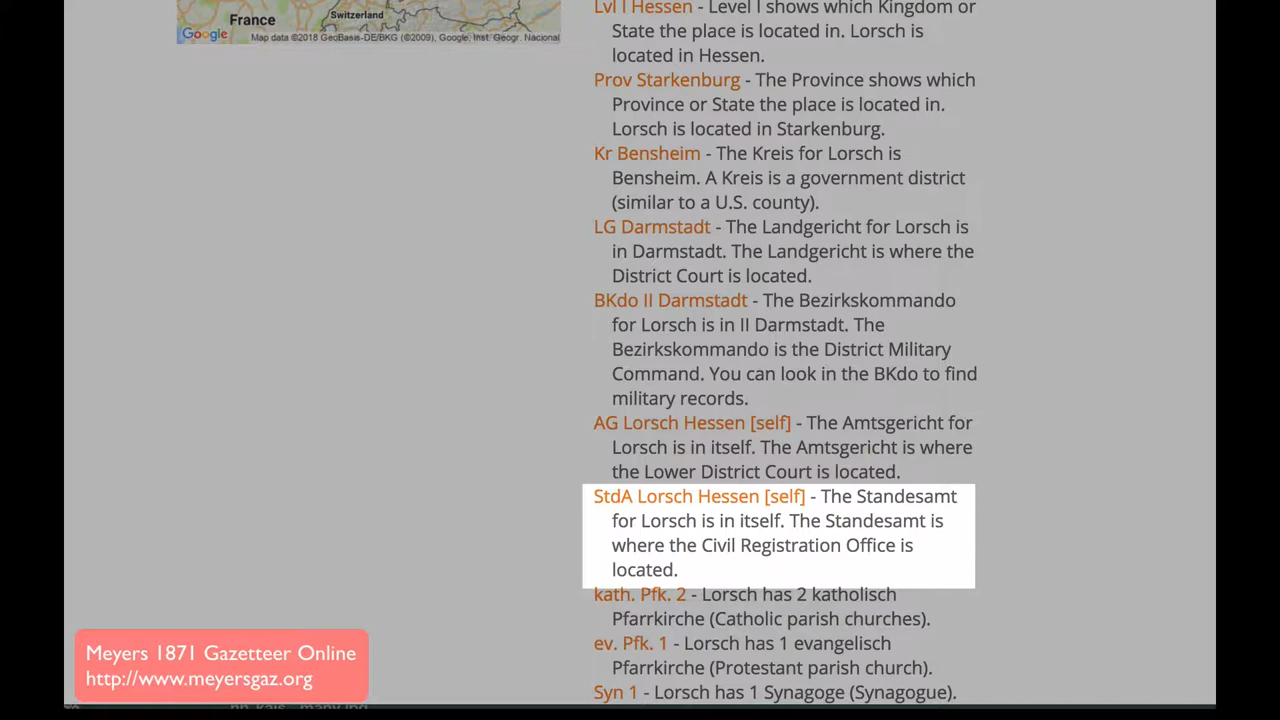 France
Switzerland
Google
Map data ©2018 GeoBasis-DE/BKG (©2009), Google, Inst. Geogr. Nacional
Lvl I Hessen - Level I shows which Kingdom or
State the place is located in. Lorsch is
located in Hessen.
Prov Starkenburg - The Province shows which
Province or State the place is located in.
Lorsch is located in Starkenburg.
Kr Bensheim - The Kreis for Lorsch is
Bensheim. A Kreis is a government district
(similar to a U.S. county).
LG Darmstadt - The Landgericht for Lorsch is
in Darmstadt. The Landgericht is where the
District Court is located.
BKdo II Darmstadt - The Bezirkskommando
for Lorsch is in II Darmstadt. The
Bezirkskommando is the District Military
Command. You can look in the BKdo to find
military records.
AG Lorsch Hessen [self] - The Amtsgericht for
Lorsch is in itself. The Amtsgericht is where
the Lower District Court is located.
StdA Lorsch Hessen [self] - The Standesamt
for Lorsch is in itself. The Standesamt is
where the Civil Registration Office is
located.
kath. Pfk. 2 - Lorsch has 2 katholisch
Pfarrkirche (Catholic parish churches).
ev. Pfk. 1 - Lorsch has 1 evangelisch
Pfarrkirche (Protestant parish church).
Syn 1 - Lorsch has 1 Synagoge (Synagogue).
Meyers 1871 Gazetteer Online
http://www.meyersgaz.org